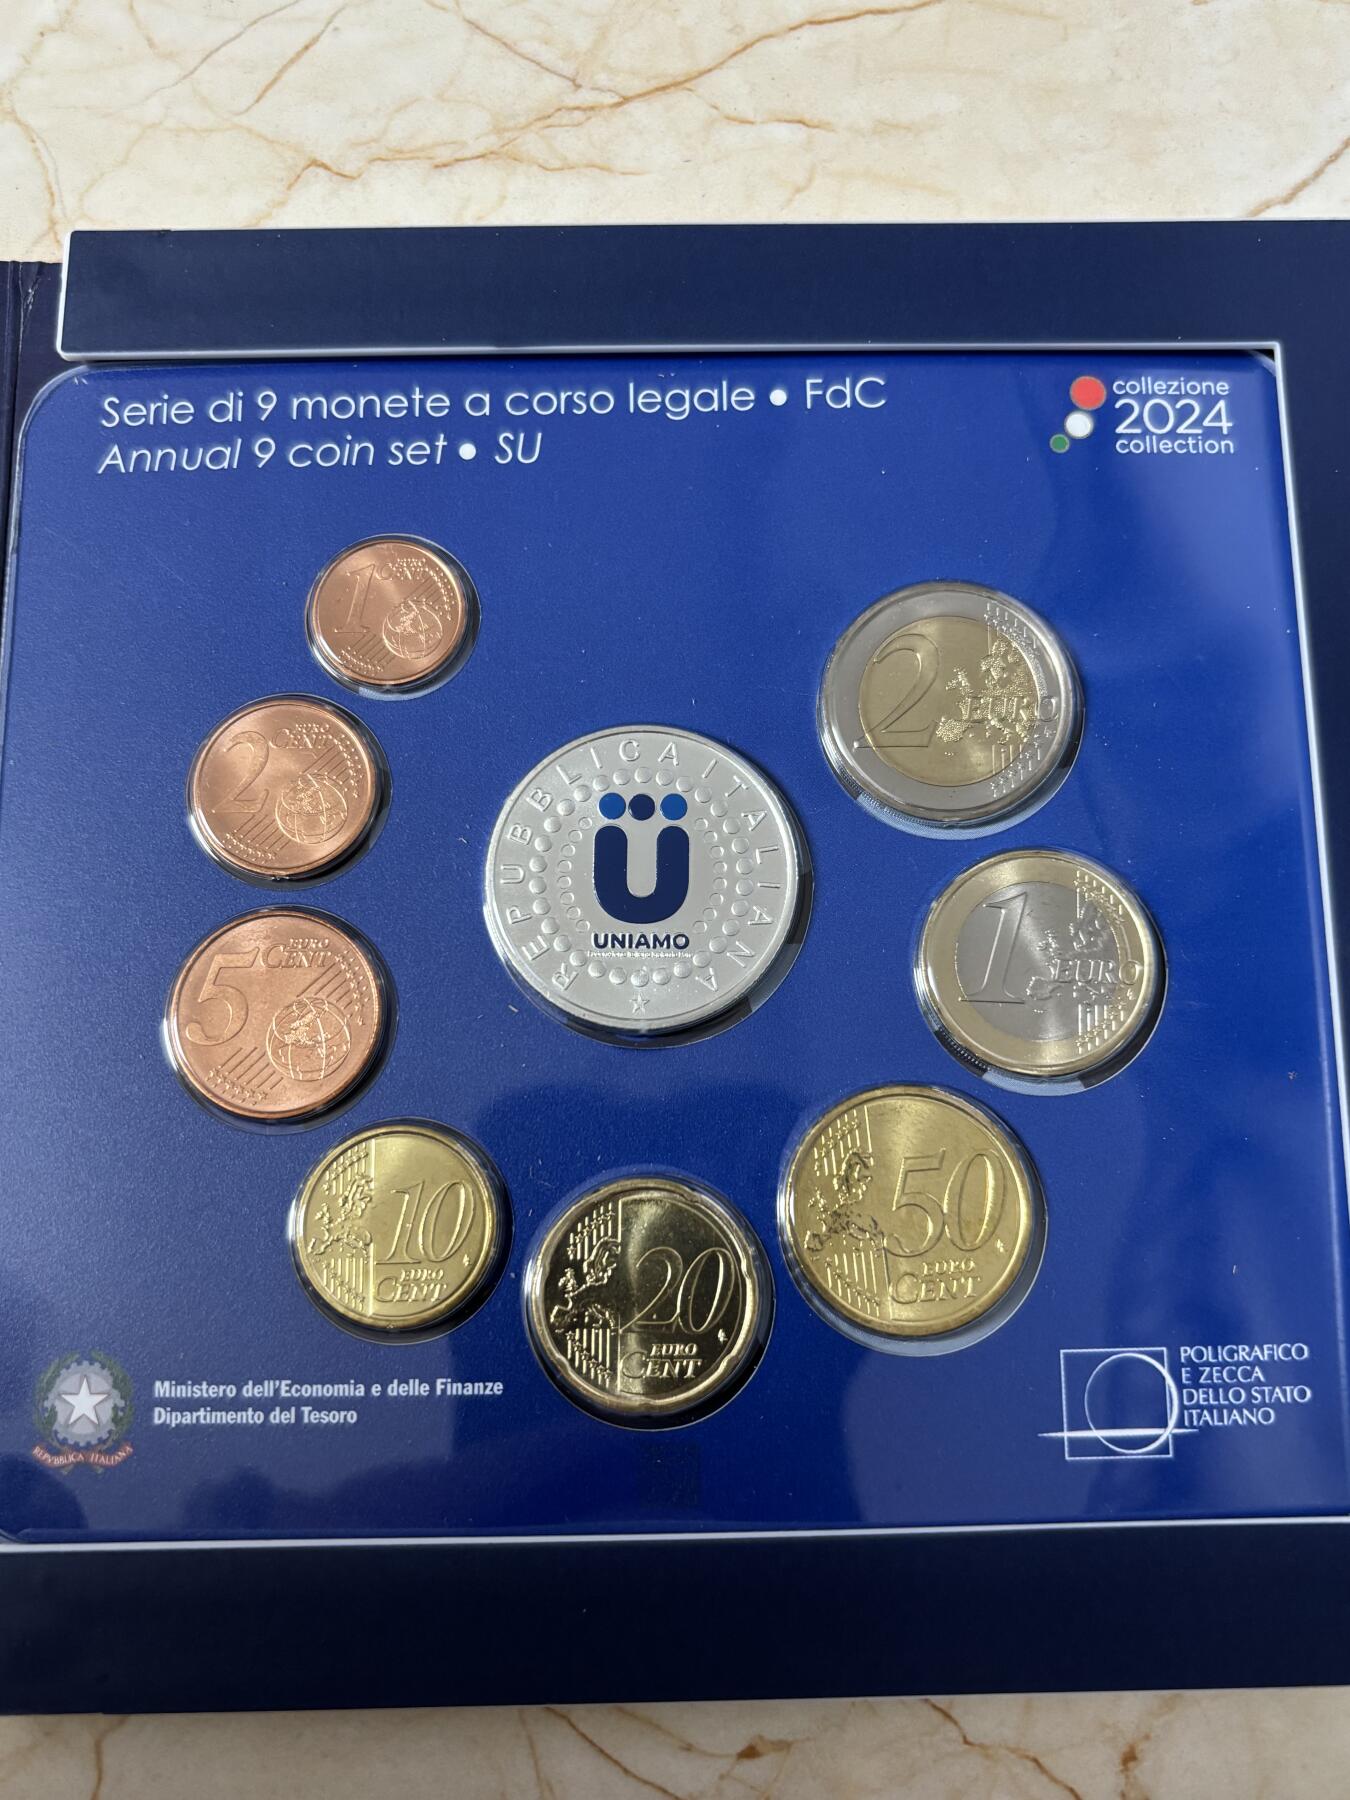 Serie di 9 monete a corso legale • FdC
Annual 9 coin set • SU
collezione
2024
collection
1 EURO CENT
2 EURO CENT
5 EURO CENT
10 EURO CENT
20 EURO CENT
50 EURO CENT
1 EURO
2 EURO
REPUBBLICA ITALIANA
Ü
UNIAMO
Ministero dell'Economia e delle Finanze
Dipartimento del Tesoro
REPVBBLICA ITALIANA
POLIGRAFICO
E ZECCA
DELLO STATO
ITALIANO